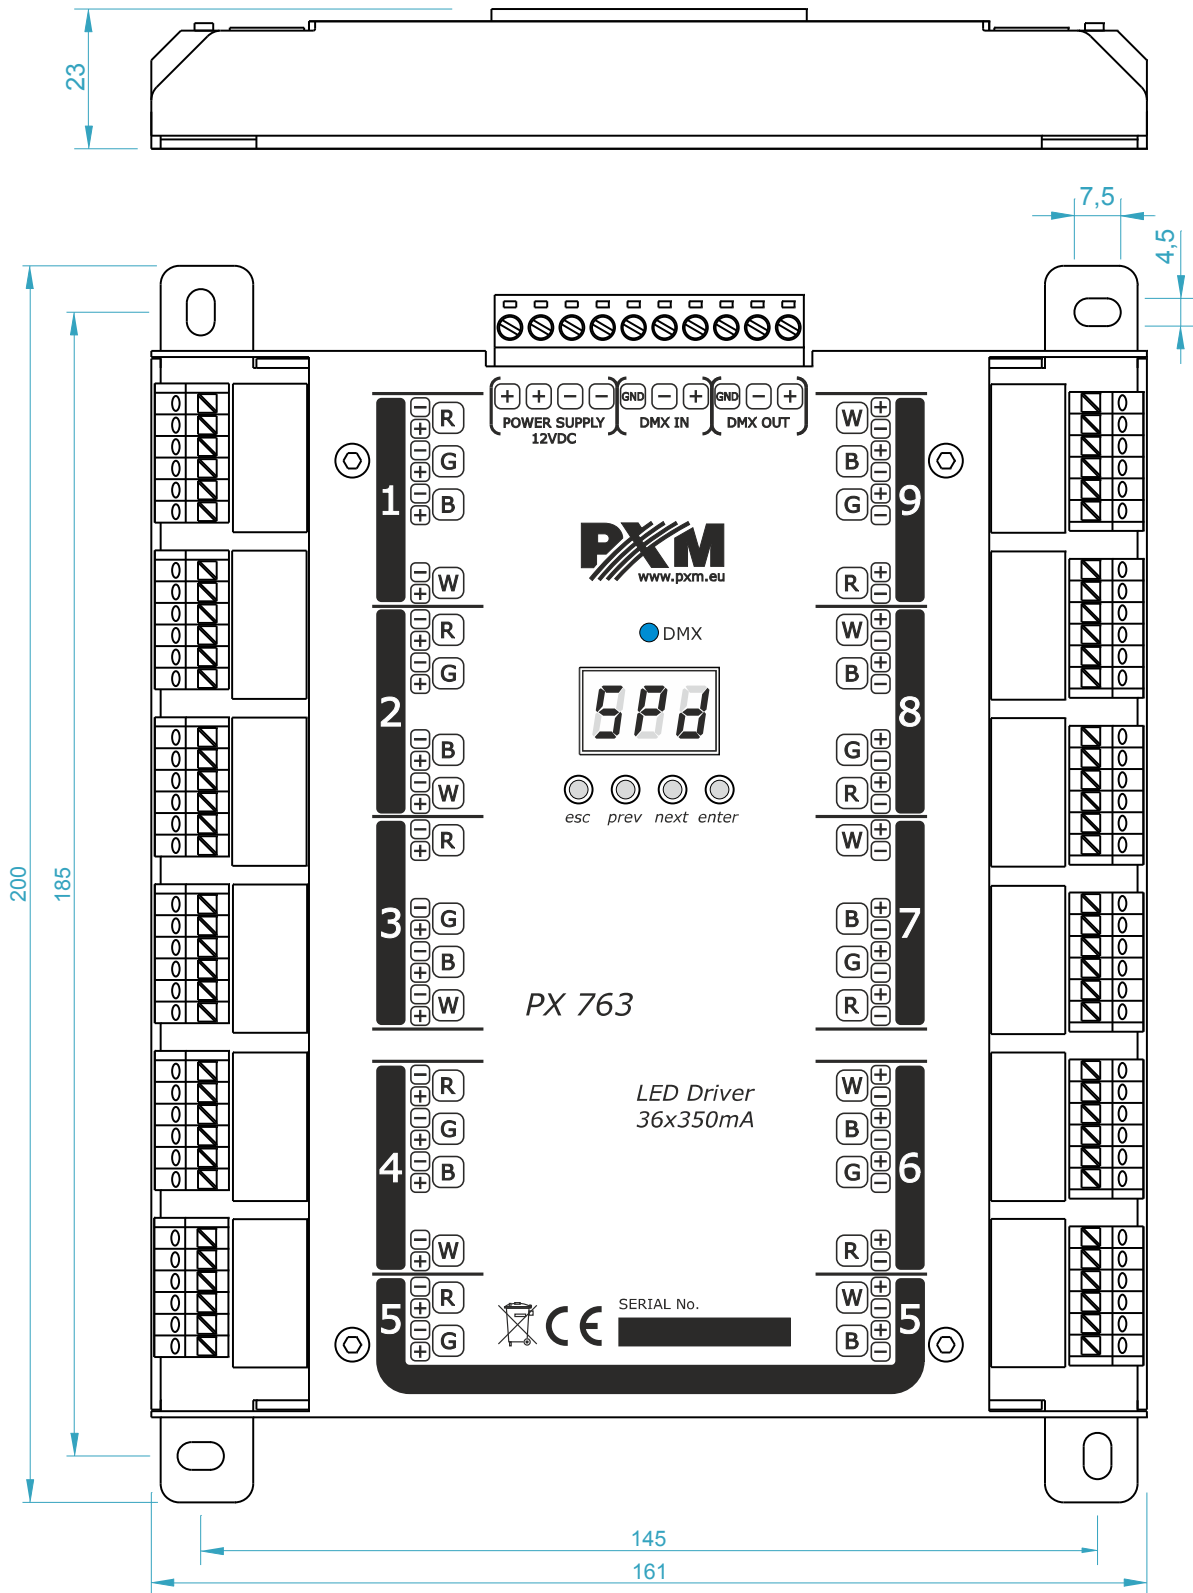 23
7,5
4,5
200
185
+ + − − GND − + GND − +
POWER SUPPLY
12VDC
DMX IN
DMX OUT
1
− + R
− + G
− + B
− + W
2
− + R
− + G
− + B
− + W
3
− + R
− + G
− + B
− + W
4
− + R
− + G
− + B
− + W
5
− + R
− + G
PXM
www.pxm.eu
DMX
SPd
esc prev next enter
PX 763
LED Driver
36x350mA
CE
SERIAL No.
9
W + −
B + −
G + −
R + −
8
W + −
B + −
G + −
R + −
7
W + −
B + −
G + −
R + −
6
W + −
B + −
G + −
R + −
5
W + −
B + −
145
161